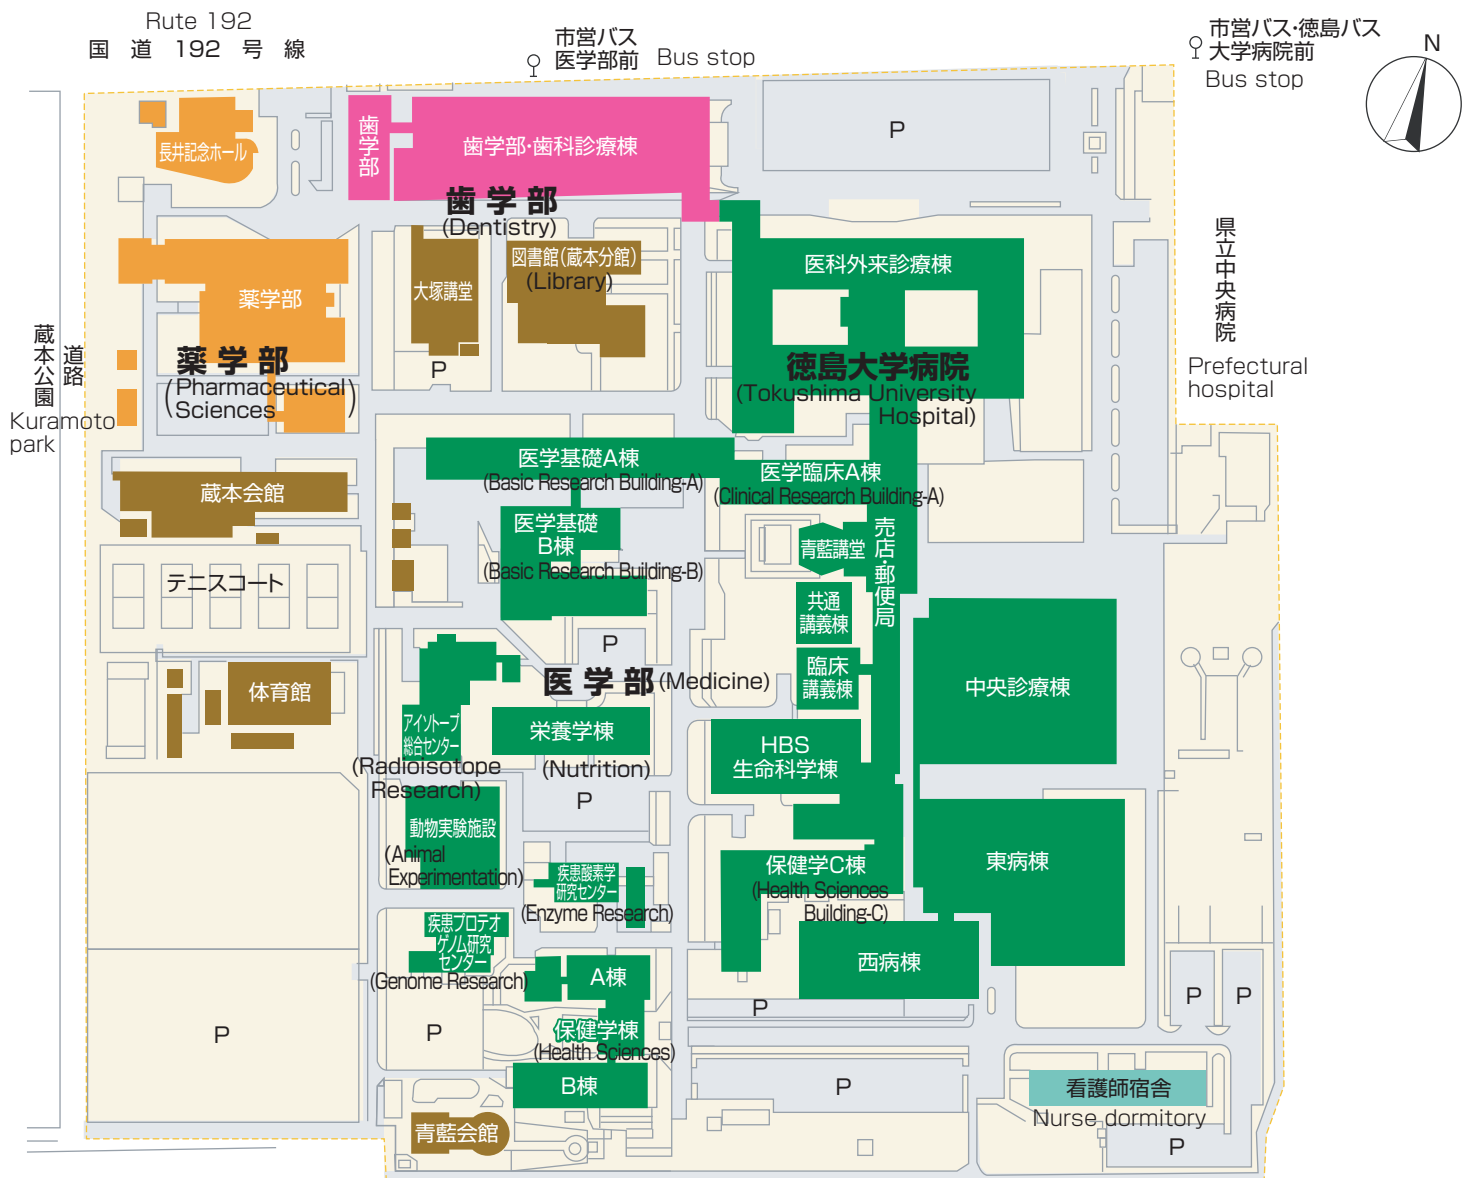 Rute 192
国 道 192 号 線
市営バス
医学部前
Bus stop
市営バス・徳島バス
大学病院前
Bus stop
N
長井記念ホール
歯学部
歯学部・歯科診療棟
P
歯 学 部
(Dentistry)
大塚講堂
図書館(蔵本分館)
(Library)
P
医科外来診療棟
徳島大学病院
(Tokushima University
Hospital)
県立中央病院
Prefectural
hospital
薬学部
薬 学 部
(Pharmaceutical
Sciences)
道路
蔵本公園
Kuramoto
park
蔵本会館
テニスコート
体育館
医学基礎A棟
(Basic Research Building-A)
医学臨床A棟
(Clinical Research Building-A)
医学基礎
B棟
(Basic Research Building-B)
青藍講堂
売店・郵便局
共通
講義棟
臨床
講義棟
P
医 学 部(Medicine)
中央診療棟
アイソトープ
総合センター
(Radioisotope
Research)
栄養学棟
(Nutrition)
P
HBS
生命科学棟
動物実験施設
(Animal
Experimentation)
疾患酸素学
研究センター
(Enzyme Research)
保健学C棟
(Health Sciences
Building-C)
東病棟
西病棟
疾患プロテオ
ゲノム研究
センター
(Genome Research)
A棟
保健学棟
(Health Sciences)
B棟
P
P
P
P
P
P
青藍会館
看護師宿舎
Nurse dormitory
P